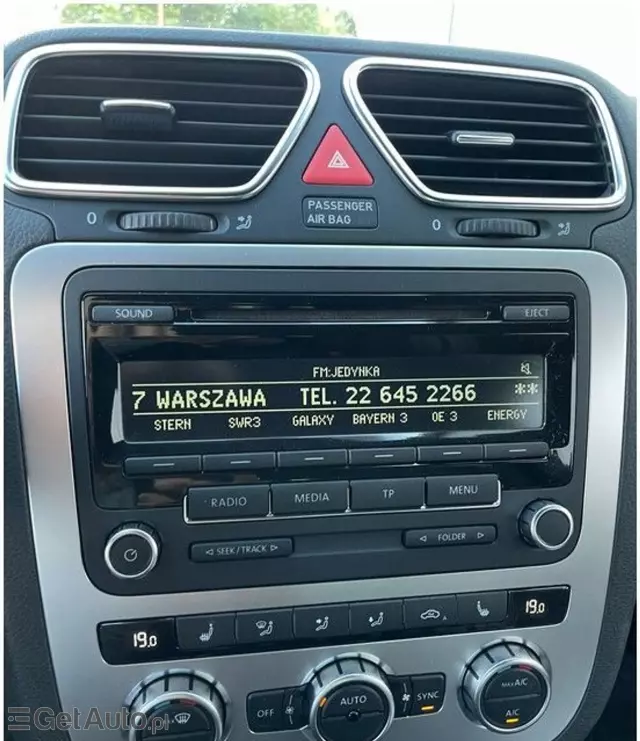 PASSENGER
AIR BAG
0
0
SOUND
EJECT
FM:JEDYNKA
7 WARSZAWA TEL. 22 645 2266 **
STERN SWR3 GALAXY BAYERN 3 OE 3 ENERGY
RADIO MEDIA TP MENU
◁ SEEK/TRACK ▷
◁ FOLDER ▷
19.0
A
19.0
OFF AUTO SYNC
MAX A/C
A/C
GetAuto.pl